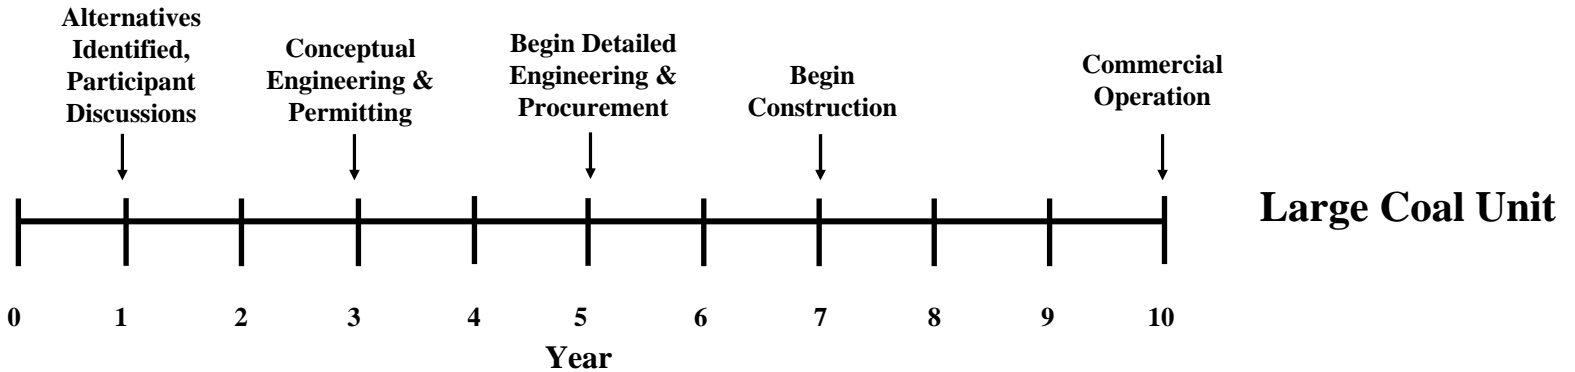 Alternatives
Identified,
Participant
Discussions
Conceptual
Engineering &
Permitting
Begin Detailed
Engineering &
Procurement
Begin
Construction
Commercial
Operation
Large Coal Unit
0 1 2 3 4 5 6 7 8 9 10
Year